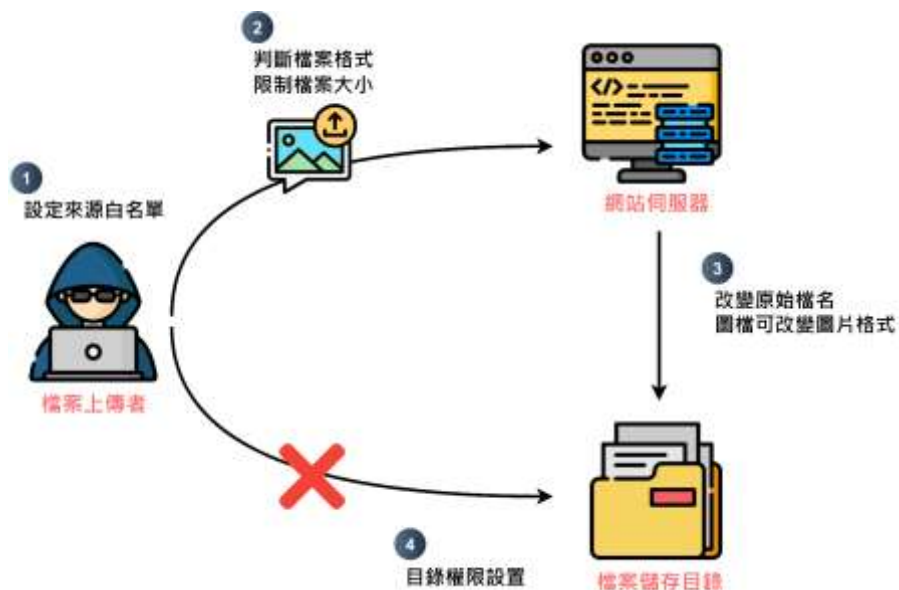 2
判斷檔案格式
限制檔案大小
1
設定來源白名單
檔案上傳者
</>
網站伺服器
3
改變原始檔名
圖檔可改變圖片格式
4
目錄權限設置
檔案儲存目錄